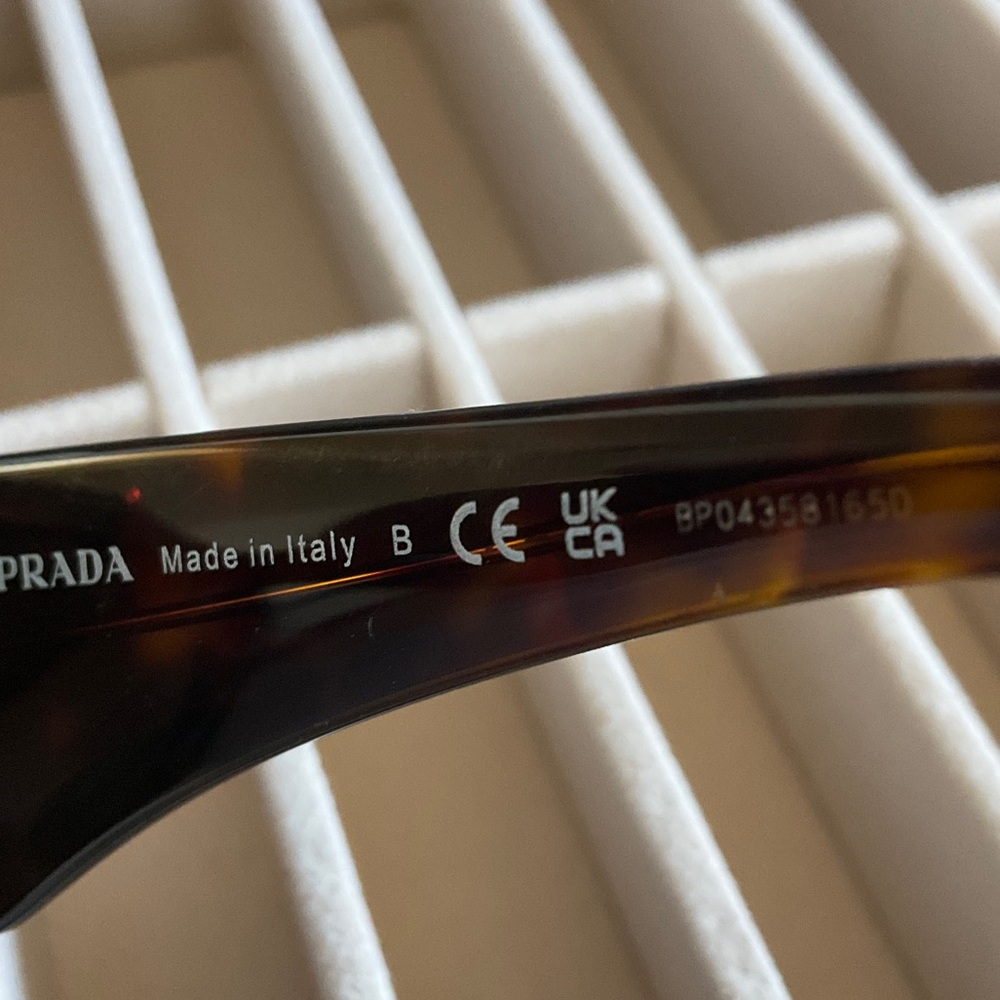 PRADA Made in Italy B CE UK CA BP04358165D